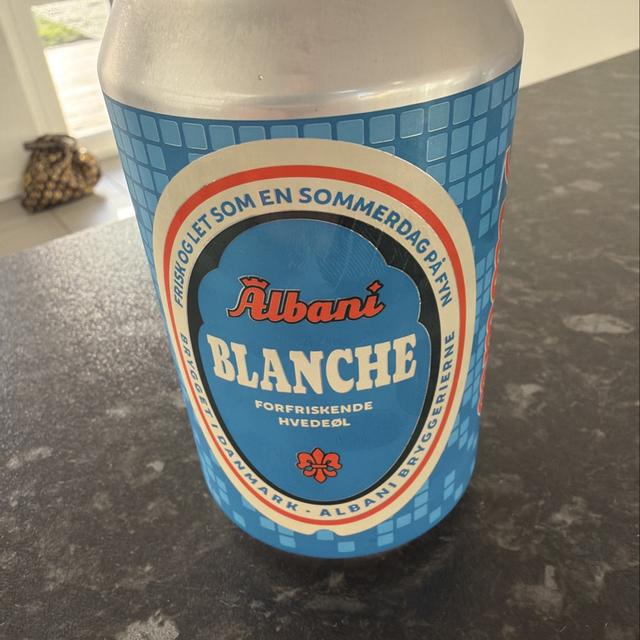 FRISK OG LET SOM EN SOMMERDAG PÅ FYN
Albani
BLANCHE
FORFRISKENDE
HVEDEØL
BRYGGET I DANMARK · ALBANI BRYGGERIERNE